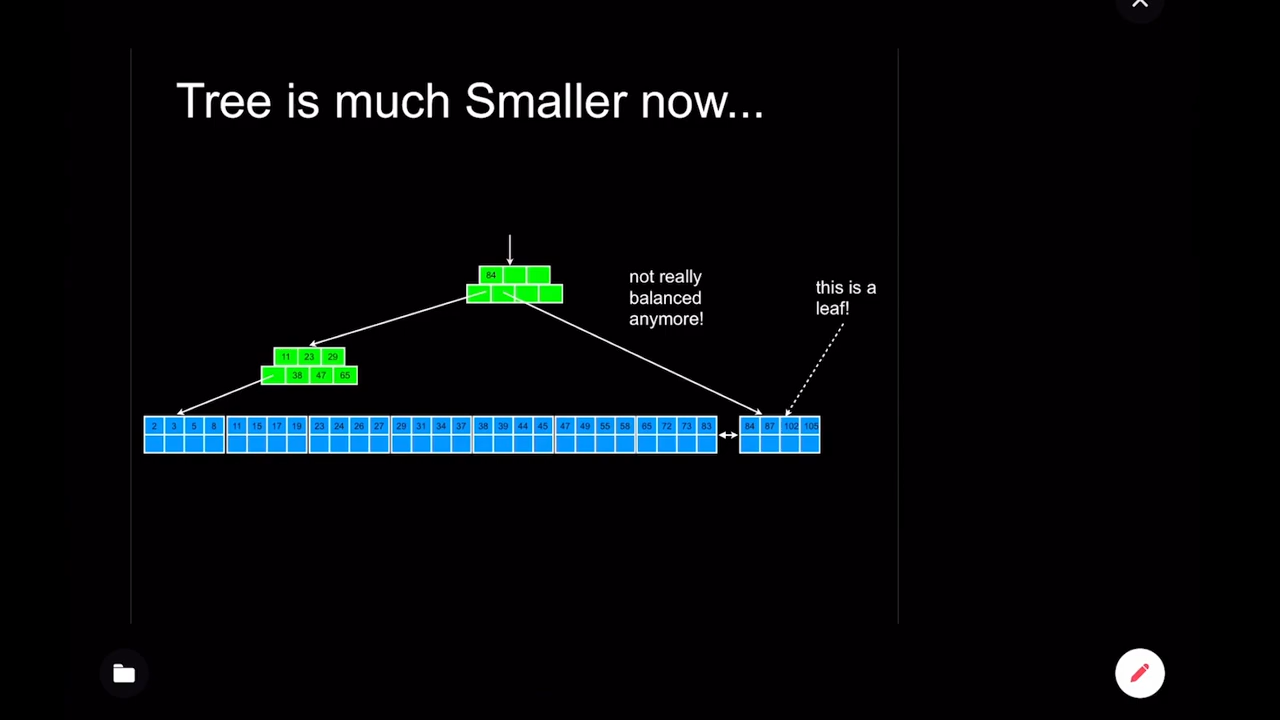 Tree is much Smaller now...
84
not really
balanced
anymore!
this is a
leaf!
11 23 29
38 47 65
2 3 5 8 11 15 17 19 23 24 26 27 29 31 34 37 38 39 44 45 47 49 55 58 65 72 73 83 84 87 102 105